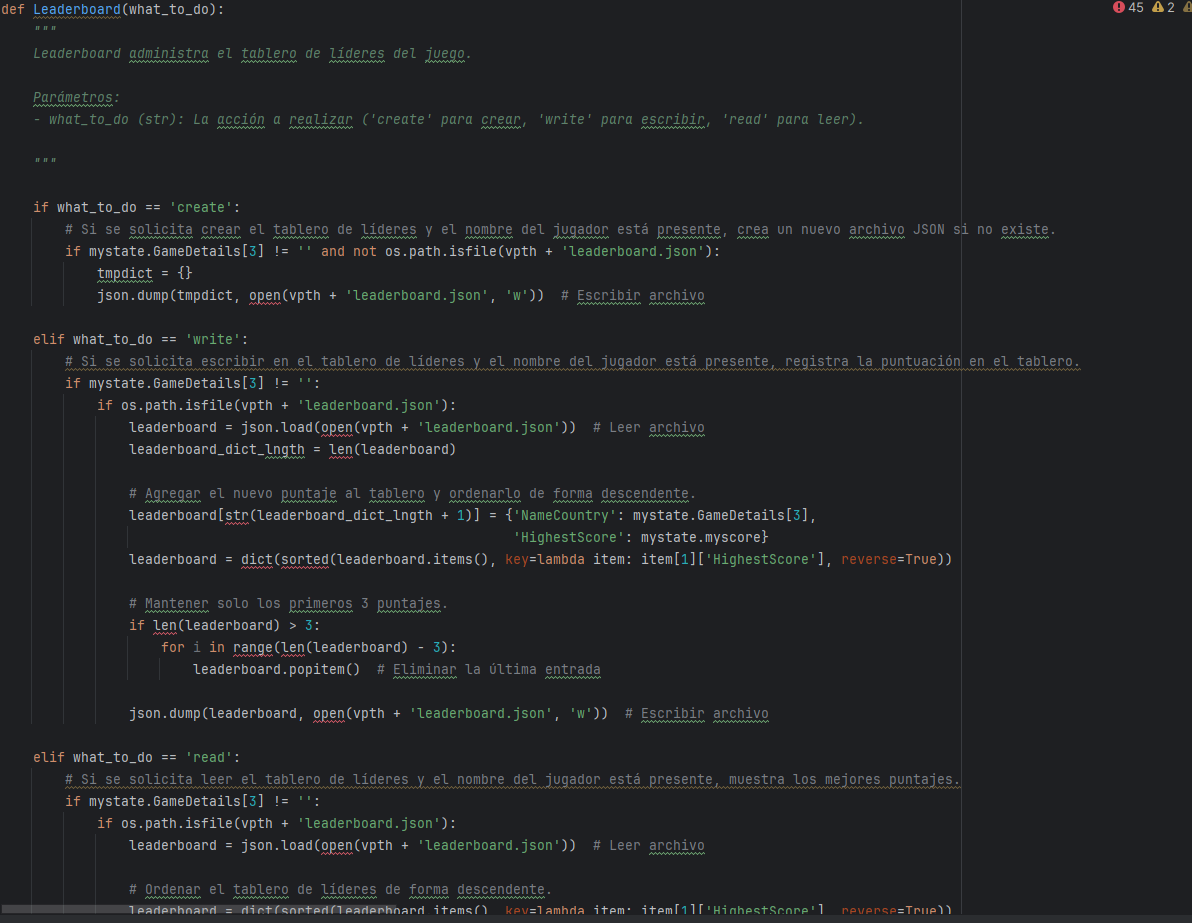 def Leaderboard(what_to_do):
    """
    Leaderboard administra el tablero de líderes del juego.

    Parámetros:
    - what_to_do (str): La acción a realizar ('create' para crear, 'write' para escribir, 'read' para leer).

    """

    if what_to_do == 'create':
        # Si se solicita crear el tablero de líderes y el nombre del jugador está presente, crea un nuevo archivo JSON si no existe.
        if mystate.GameDetails[3] != '' and not os.path.isfile(vpth + 'leaderboard.json'):
            tmpdict = {}
            json.dump(tmpdict, open(vpth + 'leaderboard.json', 'w'))  # Escribir archivo

    elif what_to_do == 'write':
        # Si se solicita escribir en el tablero de líderes y el nombre del jugador está presente, registra la puntuación en el tablero.
        if mystate.GameDetails[3] != '':
            if os.path.isfile(vpth + 'leaderboard.json'):
                leaderboard = json.load(open(vpth + 'leaderboard.json'))  # Leer archivo
                leaderboard_dict_lngth = len(leaderboard)

                # Agregar el nuevo puntaje al tablero y ordenarlo de forma descendente.
                leaderboard[str(leaderboard_dict_lngth + 1)] = {'NameCountry': mystate.GameDetails[3],
                                                                'HighestScore': mystate.myscore}
                leaderboard = dict(sorted(leaderboard.items(), key=lambda item: item[1]['HighestScore'], reverse=True))

                # Mantener solo los primeros 3 puntajes.
                if len(leaderboard) > 3:
                    for i in range(len(leaderboard) - 3):
                        leaderboard.popitem()  # Eliminar la última entrada

                json.dump(leaderboard, open(vpth + 'leaderboard.json', 'w'))  # Escribir archivo

    elif what_to_do == 'read':
        # Si se solicita leer el tablero de líderes y el nombre del jugador está presente, muestra los mejores puntajes.
        if mystate.GameDetails[3] != '':
            if os.path.isfile(vpth + 'leaderboard.json'):
                leaderboard = json.load(open(vpth + 'leaderboard.json'))  # Leer archivo

                # Ordenar el tablero de líderes de forma descendente.
                leaderboard = dict(sorted(leaderboard.items(), key=lambda item: item[1]['HighestScore'], reverse=True))
45 2